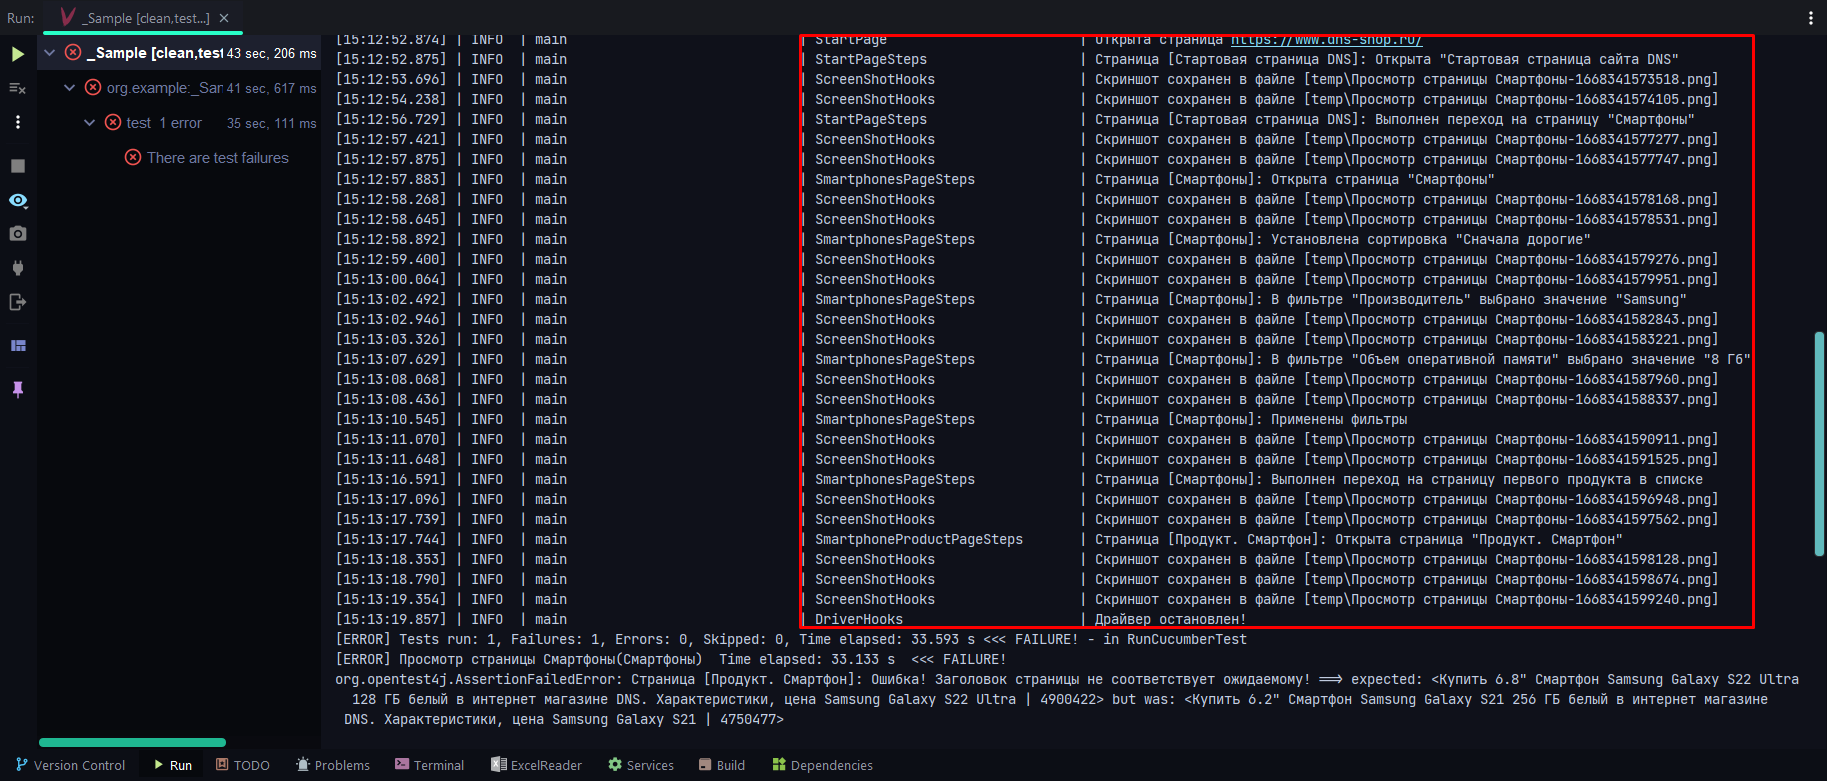 Run: _Sample [clean,test...] ×
_Sample [clean,test 43 sec, 206 ms
org.example:_Sar 41 sec, 617 ms
test 1 error 35 sec, 111 ms
There are test failures
[15:12:52.874] | INFO | main | StartPage | Открыта страница https://www.dns-shop.ru/
[15:12:52.875] | INFO | main | StartPageSteps | Страница [Стартовая страница DNS]: Открыта "Стартовая страница сайта DNS"
[15:12:53.696] | INFO | main | ScreenShotHooks | Скриншот сохранен в файле [temp\Просмотр страницы Смартфоны-1668341573518.png]
[15:12:54.238] | INFO | main | ScreenShotHooks | Скриншот сохранен в файле [temp\Просмотр страницы Смартфоны-1668341574105.png]
[15:12:56.729] | INFO | main | StartPageSteps | Страница [Стартовая страница DNS]: Выполнен переход на страницу "Смартфоны"
[15:12:57.421] | INFO | main | ScreenShotHooks | Скриншот сохранен в файле [temp\Просмотр страницы Смартфоны-1668341577277.png]
[15:12:57.875] | INFO | main | ScreenShotHooks | Скриншот сохранен в файле [temp\Просмотр страницы Смартфоны-1668341577747.png]
[15:12:57.883] | INFO | main | SmartphonesPageSteps | Страница [Смартфоны]: Открыта страница "Смартфоны"
[15:12:58.268] | INFO | main | ScreenShotHooks | Скриншот сохранен в файле [temp\Просмотр страницы Смартфоны-1668341578168.png]
[15:12:58.645] | INFO | main | ScreenShotHooks | Скриншот сохранен в файле [temp\Просмотр страницы Смартфоны-1668341578531.png]
[15:12:58.892] | INFO | main | SmartphonesPageSteps | Страница [Смартфоны]: Установлена сортировка "Сначала дорогие"
[15:12:59.400] | INFO | main | ScreenShotHooks | Скриншот сохранен в файле [temp\Просмотр страницы Смартфоны-1668341579276.png]
[15:13:00.064] | INFO | main | ScreenShotHooks | Скриншот сохранен в файле [temp\Просмотр страницы Смартфоны-1668341579951.png]
[15:13:02.492] | INFO | main | SmartphonesPageSteps | Страница [Смартфоны]: В фильтре "Производитель" выбрано значение "Samsung"
[15:13:02.946] | INFO | main | ScreenShotHooks | Скриншот сохранен в файле [temp\Просмотр страницы Смартфоны-1668341582843.png]
[15:13:03.326] | INFO | main | ScreenShotHooks | Скриншот сохранен в файле [temp\Просмотр страницы Смартфоны-1668341583221.png]
[15:13:07.629] | INFO | main | SmartphonesPageSteps | Страница [Смартфоны]: В фильтре "Объем оперативной памяти" выбрано значение "8 Гб"
[15:13:08.068] | INFO | main | ScreenShotHooks | Скриншот сохранен в файле [temp\Просмотр страницы Смартфоны-1668341587960.png]
[15:13:08.436] | INFO | main | ScreenShotHooks | Скриншот сохранен в файле [temp\Просмотр страницы Смартфоны-1668341588337.png]
[15:13:10.545] | INFO | main | SmartphonesPageSteps | Страница [Смартфоны]: Применены фильтры
[15:13:11.070] | INFO | main | ScreenShotHooks | Скриншот сохранен в файле [temp\Просмотр страницы Смартфоны-1668341590911.png]
[15:13:11.648] | INFO | main | ScreenShotHooks | Скриншот сохранен в файле [temp\Просмотр страницы Смартфоны-1668341591525.png]
[15:13:16.591] | INFO | main | SmartphonesPageSteps | Страница [Смартфоны]: Выполнен переход на страницу первого продукта в списке
[15:13:17.096] | INFO | main | ScreenShotHooks | Скриншот сохранен в файле [temp\Просмотр страницы Смартфоны-1668341596948.png]
[15:13:17.739] | INFO | main | ScreenShotHooks | Скриншот сохранен в файле [temp\Просмотр страницы Смартфоны-1668341597562.png]
[15:13:17.744] | INFO | main | SmartphoneProductPageSteps | Страница [Продукт. Смартфон]: Открыта страница "Продукт. Смартфон"
[15:13:18.353] | INFO | main | ScreenShotHooks | Скриншот сохранен в файле [temp\Просмотр страницы Смартфоны-1668341598128.png]
[15:13:18.790] | INFO | main | ScreenShotHooks | Скриншот сохранен в файле [temp\Просмотр страницы Смартфоны-1668341598674.png]
[15:13:19.354] | INFO | main | ScreenShotHooks | Скриншот сохранен в файле [temp\Просмотр страницы Смартфоны-1668341599240.png]
[15:13:19.857] | INFO | main | DriverHooks | Драйвер остановлен!
[ERROR] Tests run: 1, Failures: 1, Errors: 0, Skipped: 0, Time elapsed: 33.593 s <<< FAILURE! - in RunCucumberTest
[ERROR] Просмотр страницы Смартфоны(Смартфоны) Time elapsed: 33.133 s <<< FAILURE!
org.opentest4j.AssertionFailedError: Страница [Продукт. Смартфон]: Ошибка! Заголовок страницы не соответствует ожидаемому! ==> expected: <Купить 6.8" Смартфон Samsung Galaxy S22 Ultra
128 ГБ белый в интернет магазине DNS. Характеристики, цена Samsung Galaxy S22 Ultra | 4900422> but was: <Купить 6.2" Смартфон Samsung Galaxy S21 256 ГБ белый в интернет магазине
DNS. Характеристики, цена Samsung Galaxy S21 | 4750477>
Version Control Run TODO Problems Terminal ExcelReader Services Build Dependencies